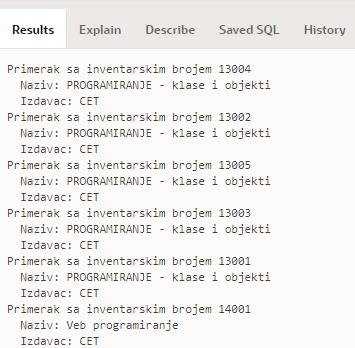 Results Explain Describe Saved SQL History
Primerak sa inventarskim brojem 13004
Naziv: PROGRAMIRANJE - klase i objekti
Izdavac: CET
Primerak sa inventarskim brojem 13002
Naziv: PROGRAMIRANJE - klase i objekti
Izdavac: CET
Primerak sa inventarskim brojem 13005
Naziv: PROGRAMIRANJE - klase i objekti
Izdavac: CET
Primerak sa inventarskim brojem 13003
Naziv: PROGRAMIRANJE - klase i objekti
Izdavac: CET
Primerak sa inventarskim brojem 13001
Naziv: PROGRAMIRANJE - klase i objekti
Izdavac: CET
Primerak sa inventarskim brojem 14001
Naziv: Veb programiranje
Izdavac: CET